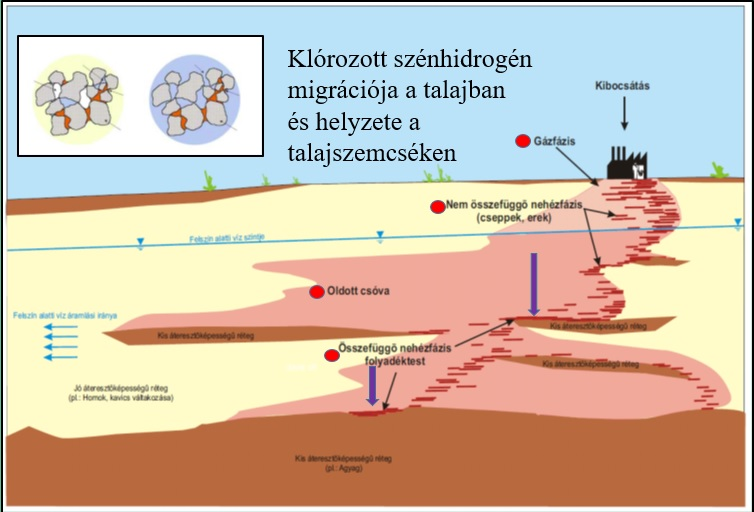 Klórozott szénhidrogén
migrációja a talajban
és helyzete a
talajszemcséken
Kibocsátás
Gázfázis
Nem összefüggö nehézfázis
(cseppek, erek)
Felszín alatti víz szintje
Oldott csóva
Felszín alatti víz áramlási iránya
Kis áteresztőképességű réteg
Kis áteresztőképességű réteg
Összefüggö nehézfázis
folyadéktest
Kis áteresztőképességű réteg
Jó áteresztőképességű réteg
(pl.: Homok, kavics váltakozása)
Kis áteresztőképességű réteg
(pl.: Agyag)